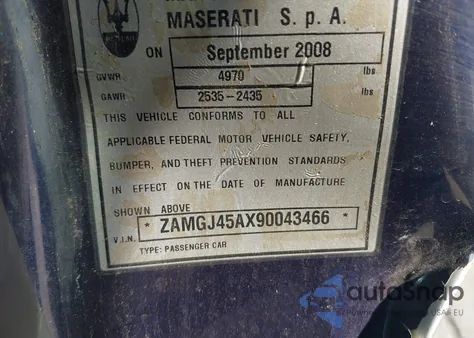 MASERATI S.p.A.
ON September 2008
GVWR 4970 lbs
GAWR 2535-2435 lbs
THIS VEHICLE CONFORMS TO ALL
APPLICABLE FEDERAL MOTOR VEHICLE SAFETY,
BUMPER, AND THEFT PREVENTION STANDARDS
IN EFFECT ON THE DATE OF MANUFACTURE
SHOWN ABOVE
V.I.N. * ZAMGJ45AX90043466 *
TYPE: PASSENGER CAR
autoSnap
USA EU